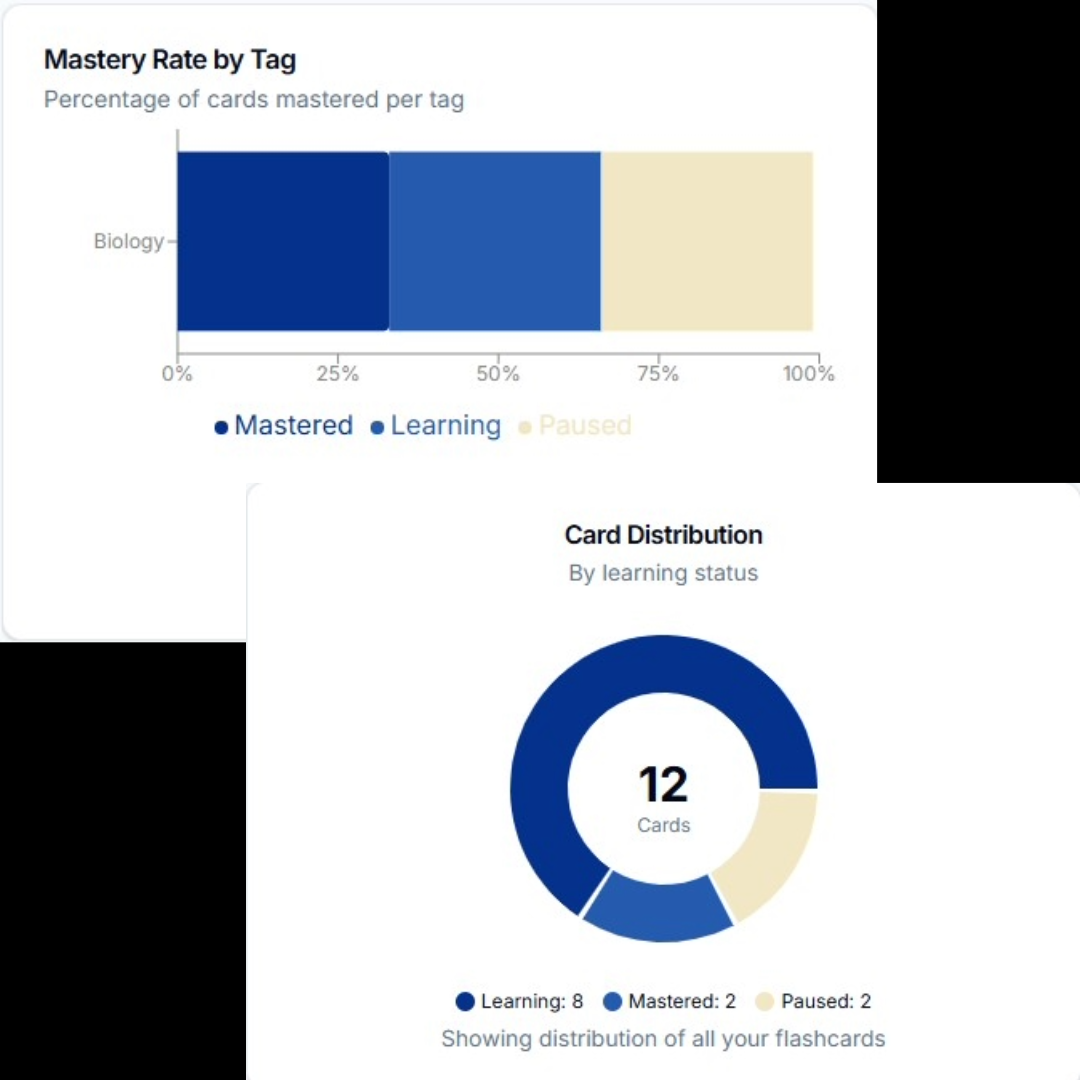 Mastery Rate by Tag
Percentage of cards mastered per tag
Biology
0% 25% 50% 75% 100%
Mastered Learning Paused
Card Distribution
By learning status
12
Cards
Learning: 8 Mastered: 2 Paused: 2
Showing distribution of all your flashcards